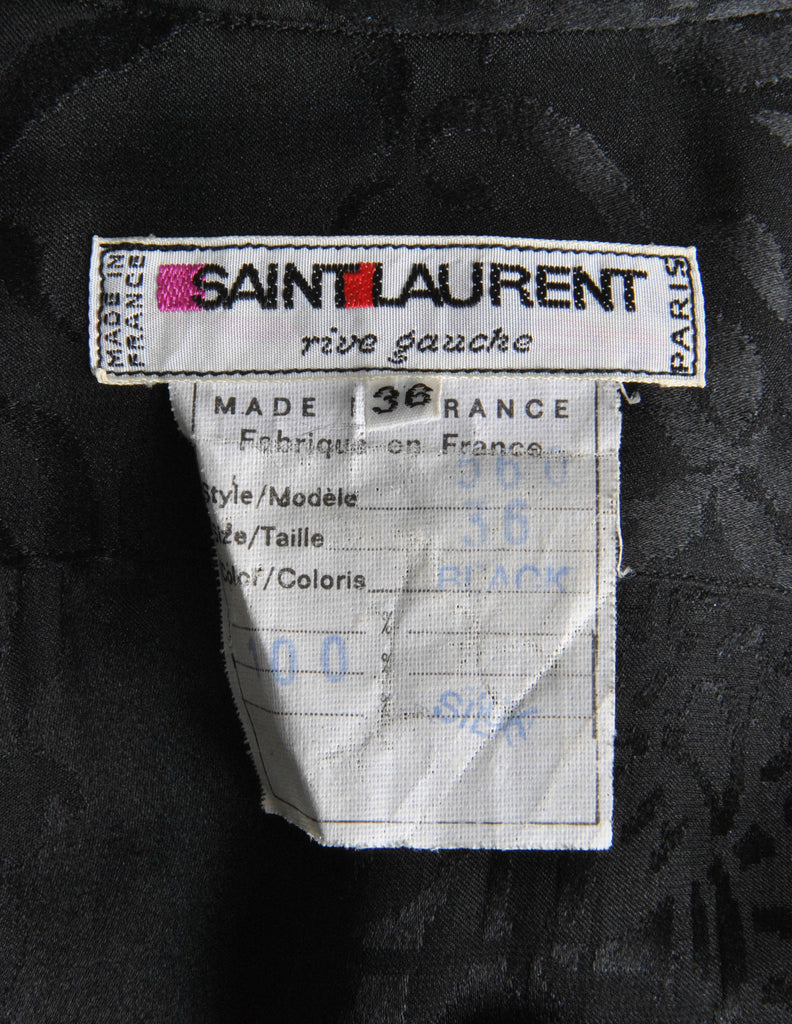 MADE IN
FRANCE
SAINT LAURENT
rive gauche
PARIS
36
MADE RANCE
Fabriqu en France
560
Style/Modèle
36
ize/Taille
BLACK
olor/Coloris
%
100 %
%
SILK